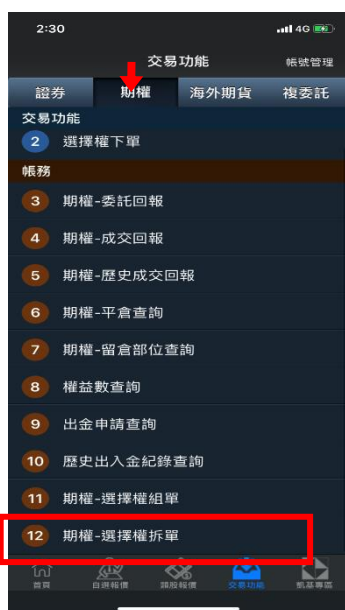 2:30 4G
交易功能 帳號管理
證券 期權 海外期貨 複委託
交易功能
2 選擇權下單
帳務
3 期權-委託回報
4 期權-成交回報
5 期權-歷史成交回報
6 期權-平倉查詢
7 期權-留倉部位查詢
8 權益數查詢
9 出金申請查詢
10 歷史出入金紀錄查詢
11 期權-選擇權組單
12 期權-選擇權拆單
首頁 自選報價 類股報價 交易功能 凱基專區